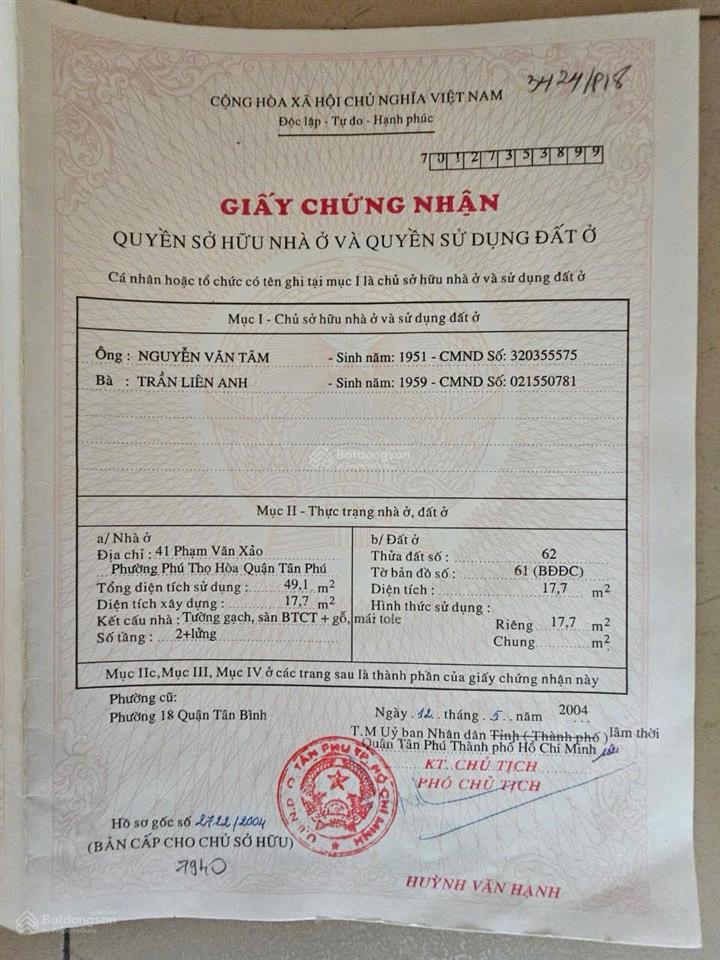 3424/P18
CỘNG HÒA XÃ HỘI CHỦ NGHĨA VIỆT NAM
Độc lập - Tự do - Hạnh phúc
70127353899
GIẤY CHỨNG NHẬN
QUYỀN SỞ HỮU NHÀ Ở VÀ QUYỀN SỬ DỤNG ĐẤT Ở
Cá nhân hoặc tổ chức có tên ghi tại mục I là chủ sở hữu nhà ở và sử dụng đất ở
Mục I - Chủ sở hữu nhà ở và sử dụng đất ở
Ông : NGUYỄN VĂN TÂM - Sinh năm: 1951 - CMND Số: 320355575
Bà : TRẦN LIÊN ANH - Sinh năm: 1959 - CMND Số: 021550781
Batdongsan
Mục II - Thực trạng nhà ở, đất ở
a/ Nhà ở
Địa chỉ : 41 Phạm Văn Xảo
Phường Phú Thọ Hòa Quận Tân Phú
Tổng diện tích sử dụng : 49,1 m2
Diện tích xây dựng : 17,7 m2
Kết cấu nhà : Tường gạch, sàn BTCT + gỗ, mái tole
Số tầng : 2+lửng
b/ Đất ở
Thửa đất số : 62
Tờ bản đồ số : 61 (BĐĐC)
Diện tích : 17,7 m2
Hình thức sử dụng :
Riêng 17,7 m2
Chung m2
Mục IIc,Mục III, Mục IV ở các trang sau là thành phần của giấy chứng nhận này
Phường cũ:
Phường 18 Quận Tân Bình
Ngày 12 tháng 5 năm 2004
T.M Uỷ ban Nhân dân Tỉnh (Thành phố) lâm thời
Quận Tân Phú Thành phố Hồ Chí Minh
KT. CHỦ TỊCH
PHÓ CHỦ TỊCH
U.B.N.D Q. TÂN PHÚ TP. HỒ CHÍ MINH
Hồ sơ gốc số 2722/2004
(BẢN CẤP CHO CHỦ SỞ HỮU)
1940
HUỲNH VĂN HẠNH
Batdongsan